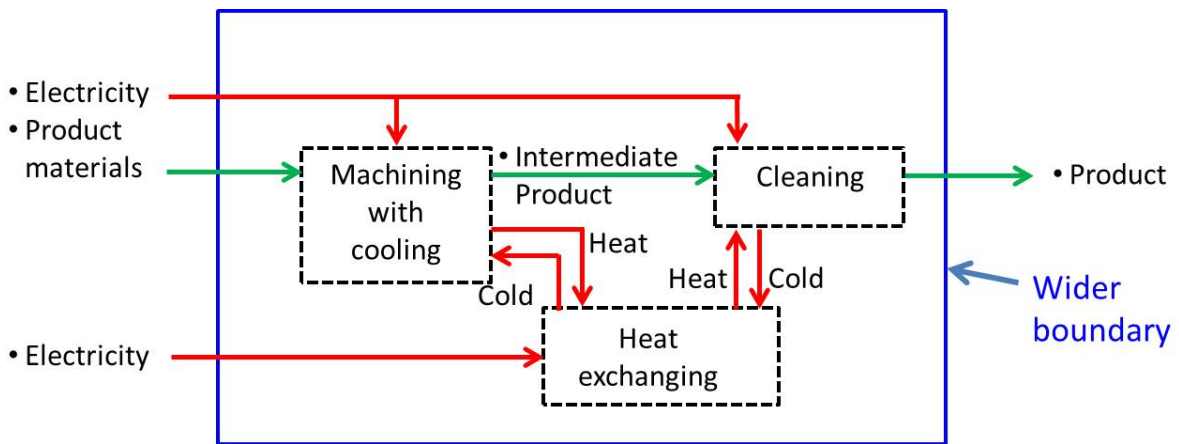 • Electricity
• Product
materials
Machining
with
cooling
• Intermediate
Product
Cleaning
• Product
Heat
Cold
Heat
Cold
Wider
boundary
• Electricity
Heat
exchanging